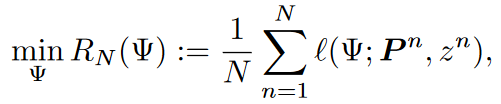 min_Ψ R_N(Ψ) := 1/N ∑_{n=1}^{N} ℓ(Ψ; P^n, z^n),